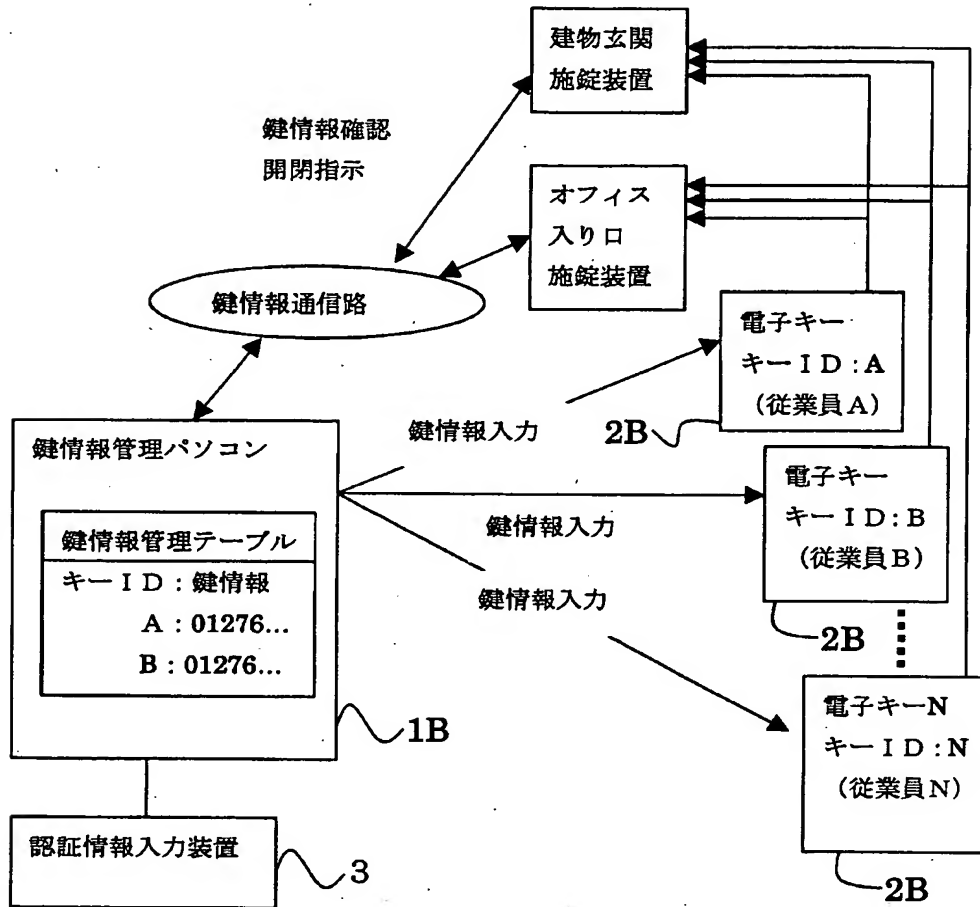 建物玄関
施錠装置
鍵情報確認
開閉指示
オフィス
入り口
施錠装置
鍵情報通信路
電子キー
キーＩＤ:A
(従業員Ａ)
2B
鍵情報入力
鍵情報管理パソコン
電子キー
キーＩＤ:B
(従業員B)
2B
鍵情報入力
鍵情報管理テーブル
キーＩＤ：鍵情報
A：01276...
B：01276...
鍵情報入力
1B
電子キーN
キーＩＤ:N
(従業員Ｎ)
2B
認証情報入力装置
3